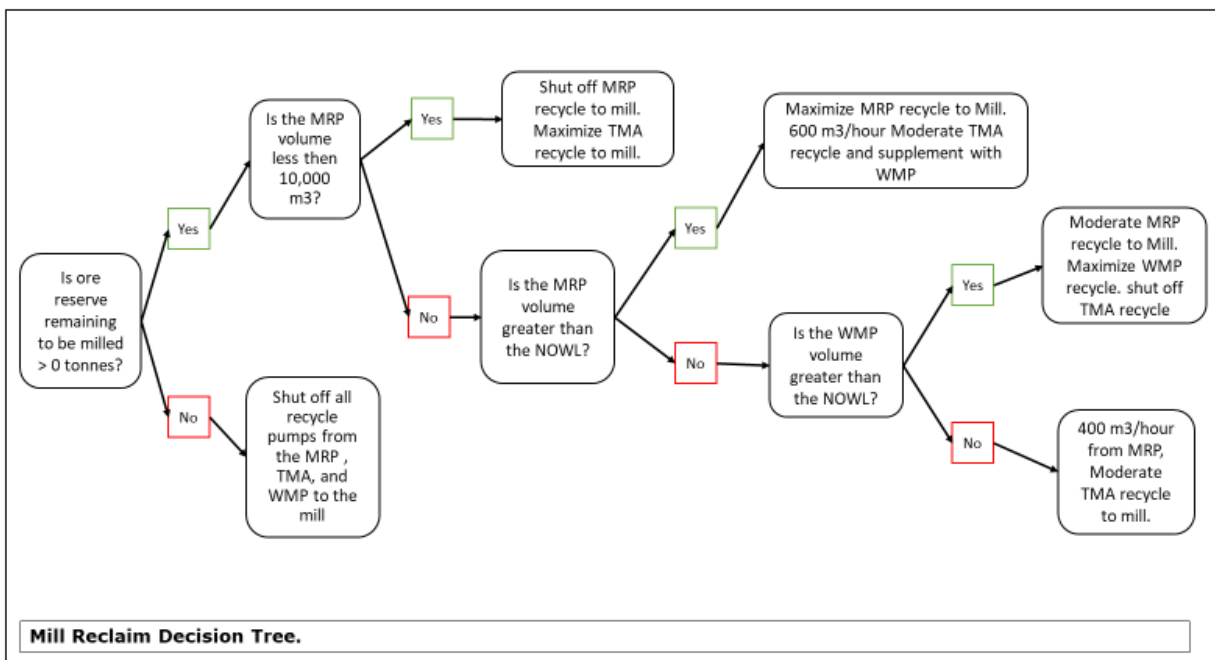 Is ore
reserve
remaining
to be milled
> 0 tonnes?
Yes
No
Is the MRP
volume
less then
10,000
m3?
Shut off all
recycle
pumps from
the MRP ,
TMA, and
WMP to the
mill
Yes
No
Shut off MRP
recycle to mill.
Maximize TMA
recycle to mill.
Is the MRP
volume
greater than
the NOWL?
Yes
No
Maximize MRP recycle to Mill.
600 m3/hour Moderate TMA
recycle and supplement with
WMP
Is the WMP
volume
greater than
the NOWL?
Yes
No
Moderate MRP
recycle to Mill.
Maximize WMP
recycle. shut off
TMA recycle
400 m3/hour
from MRP,
Moderate
TMA recycle
to mill.
Mill Reclaim Decision Tree.